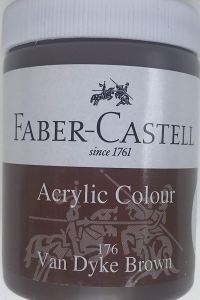 FABER-CASTELL
since 1761
Acrylic Colour
176
Van Dyke Brown